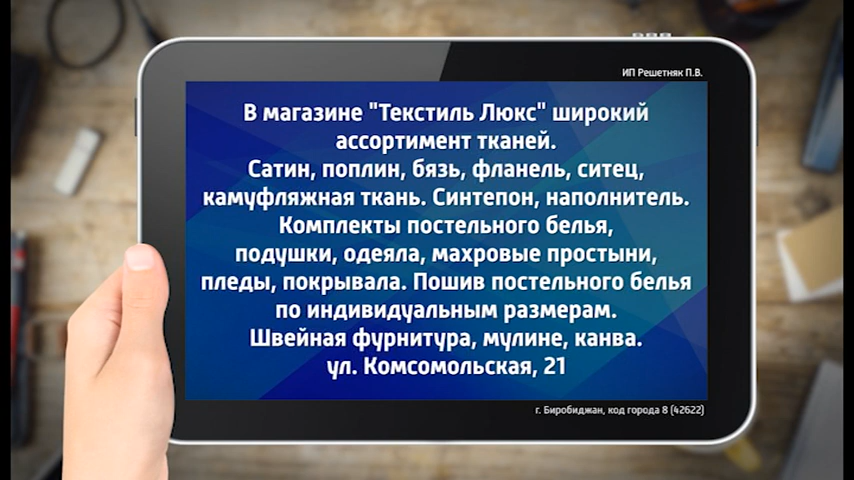 ИП Решетняк П.В.
В магазине "Текстиль Люкс" широкий
ассортимент тканей.
Сатин, поплин, бязь, фланель, ситец,
камуфляжная ткань. Синтепон, наполнитель.
Комплекты постельного белья,
подушки, одеяла, махровые простыни,
пледы, покрывала. Пошив постельного белья
по индивидуальным размерам.
Швейная фурнитура, мулине, канва.
ул. Комсомольская, 21
г. Биробиджан, код города 8 (42622)